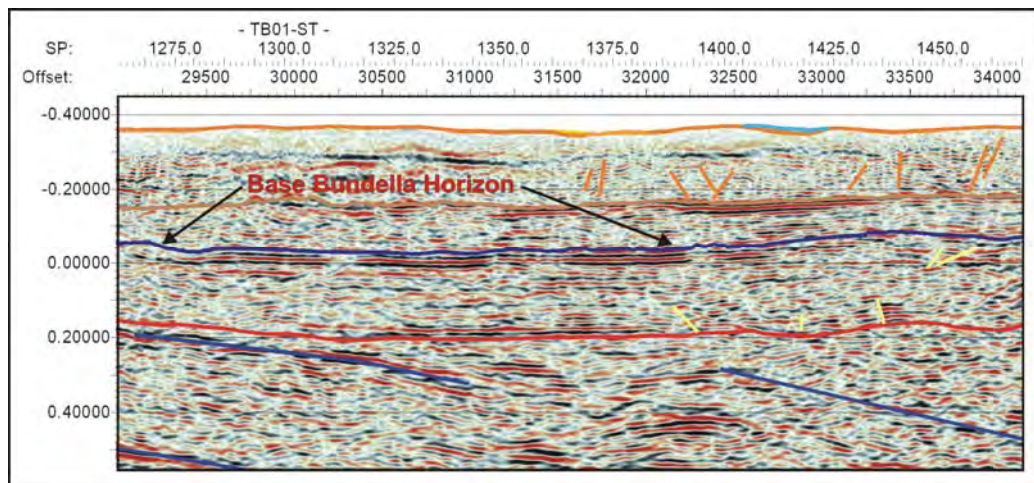 - TB01-ST -
SP: 1275.0 1300.0 1325.0 1350.0 1375.0 1400.0 1425.0 1450.0
Offset: 29500 30000 30500 31000 31500 32000 32500 33000 33500 34000
-0.40000
-0.20000
Base Bundella Horizon
0.00000
0.20000
0.40000